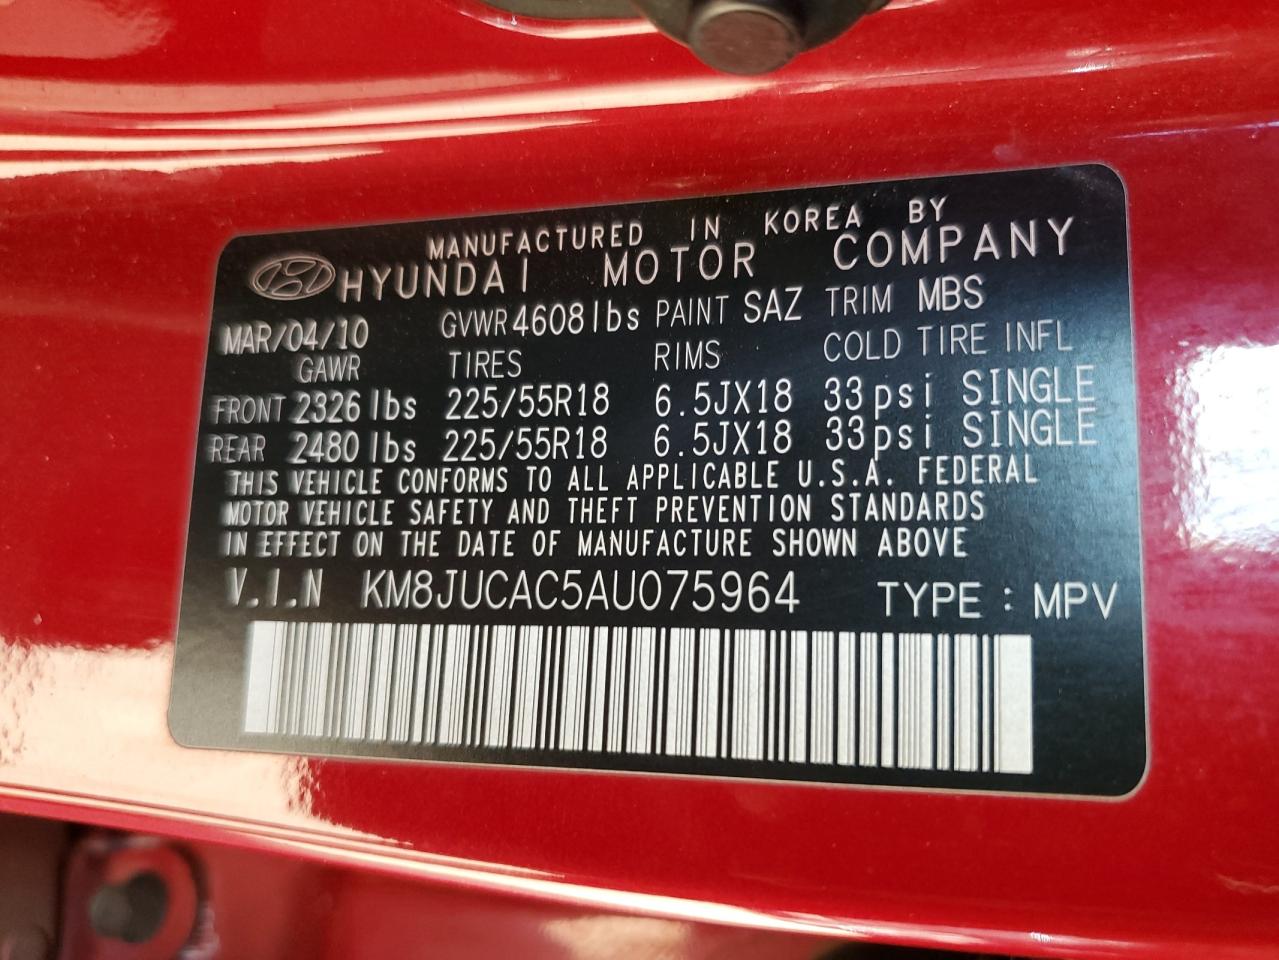 MANUFACTURED IN KOREA BY
HYUNDAI MOTOR COMPANY
MAR/04/10 GVWR 4608lbs PAINT SAZ TRIM MBS
GAWR TIRES RIMS COLD TIRE INFL
FRONT 2326 lbs 225/55R18 6.5JX18 33psi SINGLE
REAR 2480 lbs 225/55R18 6.5JX18 33psi SINGLE
THIS VEHICLE CONFORMS TO ALL APPLICABLE U.S.A. FEDERAL
MOTOR VEHICLE SAFETY AND THEFT PREVENTION STANDARDS
IN EFFECT ON THE DATE OF MANUFACTURE SHOWN ABOVE
V.I.N KM8JUCAC5AU075964 TYPE : MPV